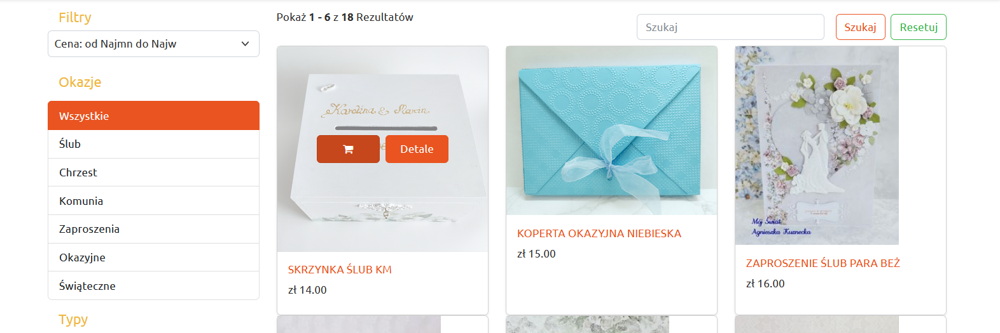 Filtry
Cena: od Najmn do Najw
Okazje
Wszystkie
Ślub
Chrzest
Komunia
Zaproszenia
Okazyjne
Świąteczne
Typy
Pokaż 1 - 6 z 18 Rezultatów
Szukaj
Szukaj
Resetuj
Karolina & Marcin
Detale
SKRZYNKA ŚLUB KM
zł 14.00
KOPERTA OKAZYJNA NIEBIESKA
zł 15.00
Mój Świat
Agnieszka Kuznecka
ZAPROSZENIE ŚLUB PARA BEŻ
zł 16.00